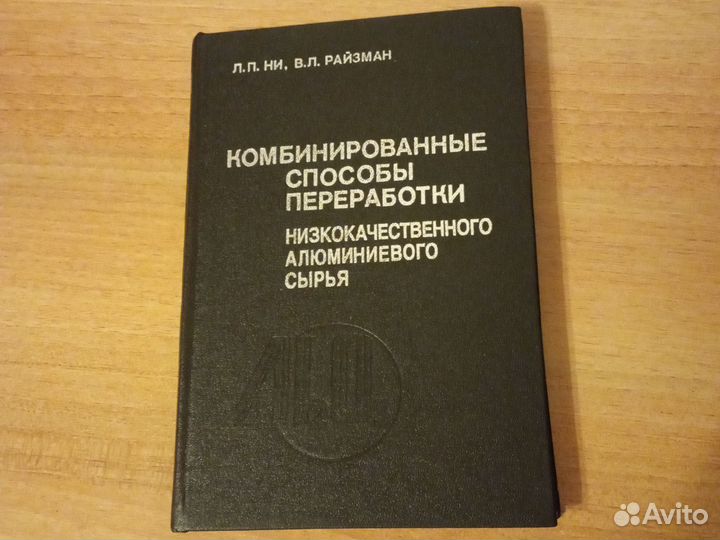 Л.П. НИ, В.Л. РАЙЗМАН
КОМБИНИРОВАННЫЕ
СПОСОБЫ
ПЕРЕРАБОТКИ
НИЗКОКАЧЕСТВЕННОГО
АЛЮМИНИЕВОГО
СЫРЬЯ
Avito